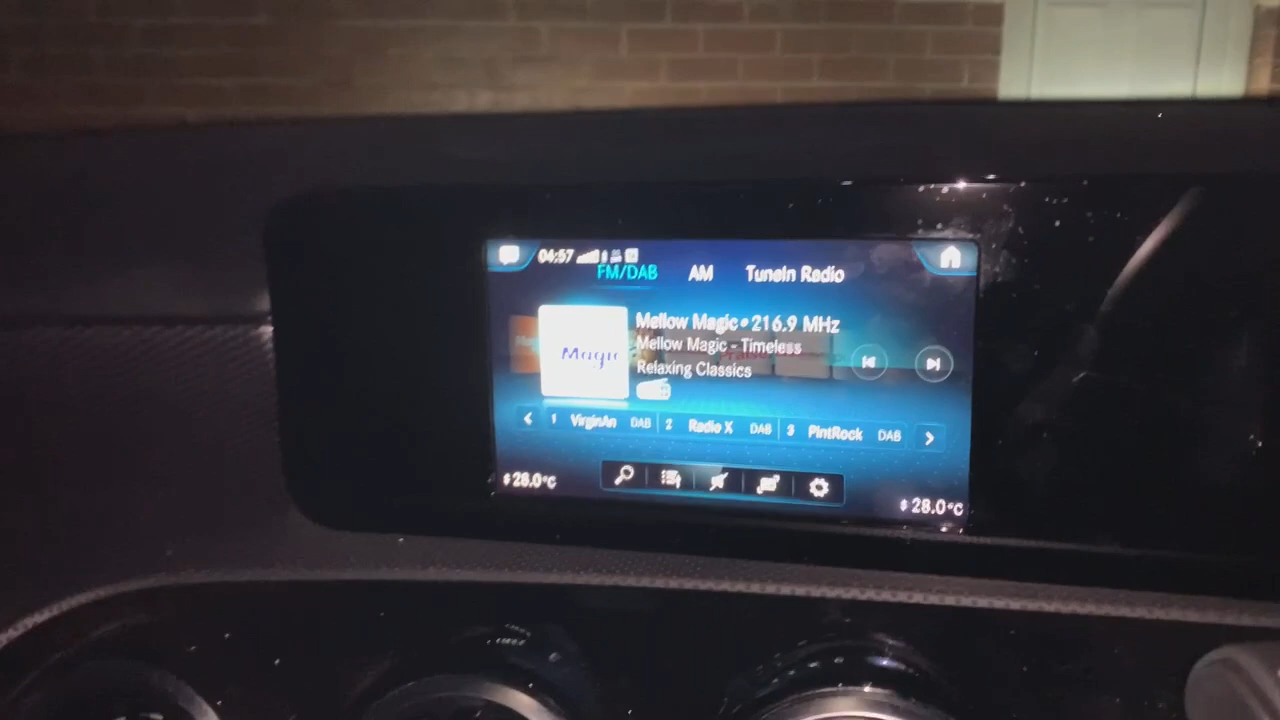 04:57
FM/DAB AM TuneIn Radio
Mellow Magic • 216.9 MHz
Mellow Magic - Timeless
Relaxing Classics
Magic
1 VirginAn DAB 2 Radio X DAB 3 PlntRock DAB
28.0°C
28.0°C